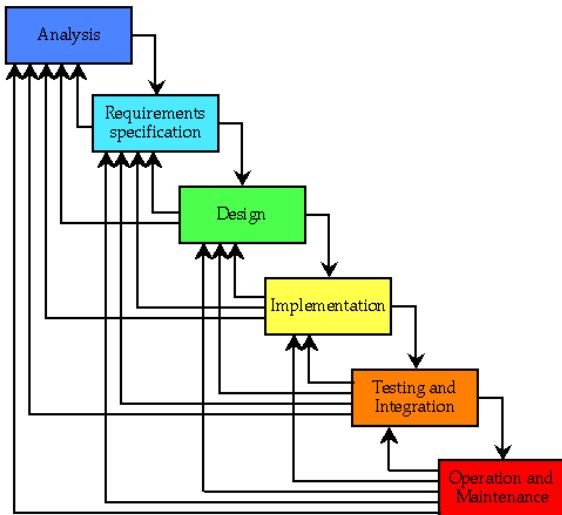 Analysis
Requirements
specification
Design
Implementation
Testing and
Integration
Operation and
Maintenance